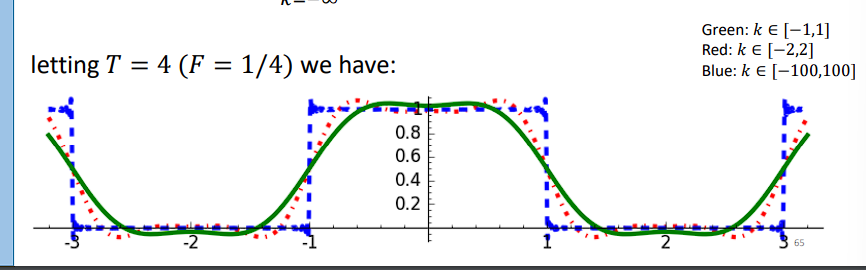 Green: k ∈ [−1,1]
Red: k ∈ [−2,2]
Blue: k ∈ [−100,100]
letting T = 4 (F = 1/4) we have:
1
0.8
0.6
0.4
0.2
-3 -2 -1 1 2 3 65